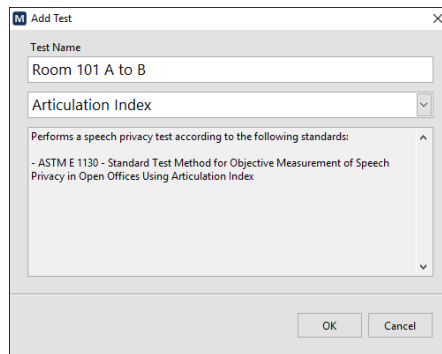 M Add Test
Test Name
Room 101 A to B
Articulation Index
Performs a speech privacy test according to the following standards:
- ASTM E 1130 - Standard Test Method for Objective Measurement of Speech
Privacy in Open Offices Using Articulation Index
OK Cancel